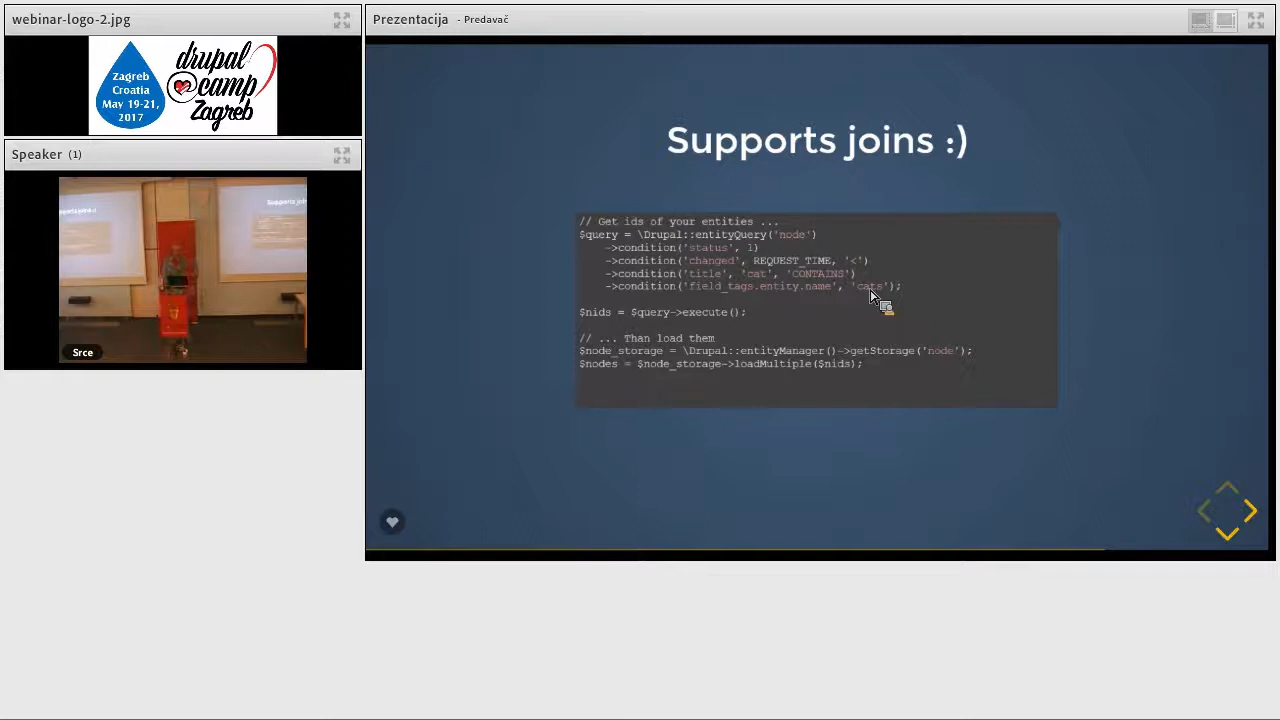 webinar-logo-2.jpg
Zagreb
Croatia
May 19-21,
2017
drupal
camp
Zagreb
Speaker (1)
Supports join
Srce
Prezentacija - Predavač
Supports joins :)
// Get ids of your entities ...
$query = \Drupal::entityQuery('node')
->condition('status', 1)
->condition('changed', REQUEST_TIME, '<')
->condition('title', 'cat', 'CONTAINS')
->condition('field_tags.entity.name', 'cats');
$nids = $query->execute();
// ... Than load them
$node_storage = \Drupal::entityManager()->getStorage('node');
$nodes = $node_storage->loadMultiple($nids);